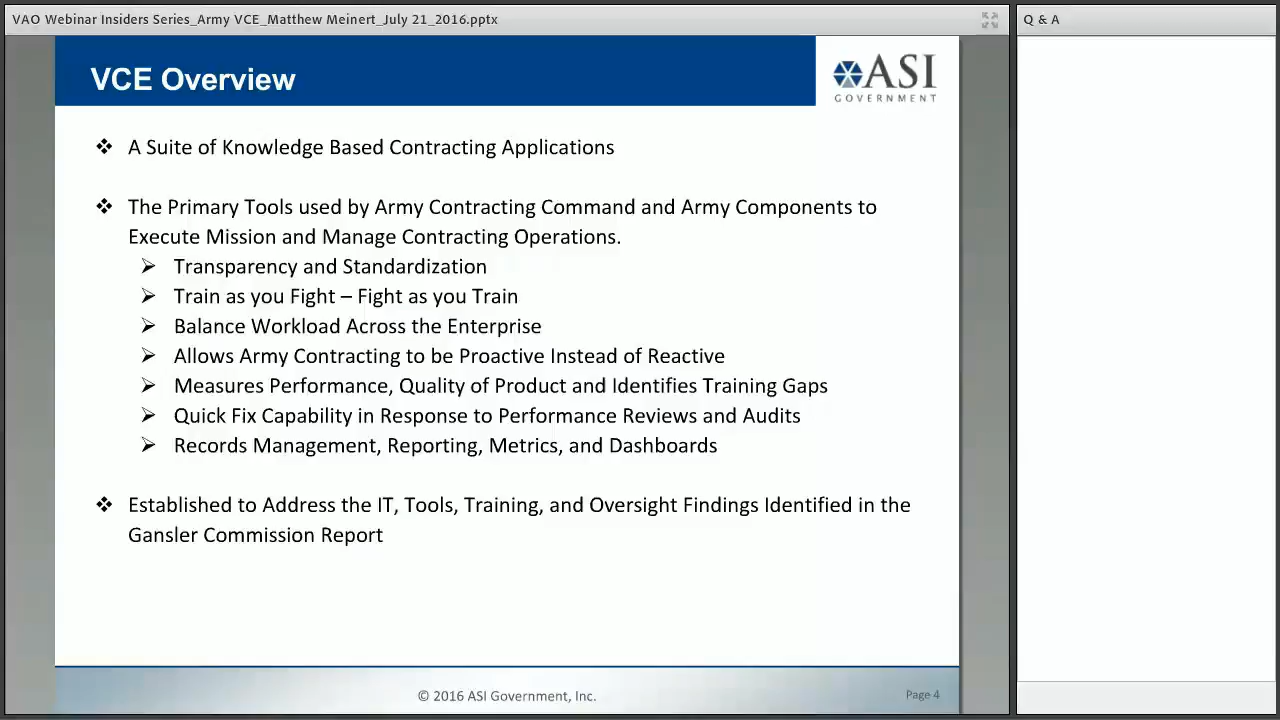 VAO Webinar Insiders Series_Army VCE_Matthew Meinert_July 21_2016.pptx
Q & A
VCE Overview
ASI
GOVERNMENT
❖ A Suite of Knowledge Based Contracting Applications
❖ The Primary Tools used by Army Contracting Command and Army Components to
Execute Mission and Manage Contracting Operations.
➢ Transparency and Standardization
➢ Train as you Fight – Fight as you Train
➢ Balance Workload Across the Enterprise
➢ Allows Army Contracting to be Proactive Instead of Reactive
➢ Measures Performance, Quality of Product and Identifies Training Gaps
➢ Quick Fix Capability in Response to Performance Reviews and Audits
➢ Records Management, Reporting, Metrics, and Dashboards
❖ Established to Address the IT, Tools, Training, and Oversight Findings Identified in the
Gansler Commission Report
© 2016 ASI Government, Inc.
Page 4